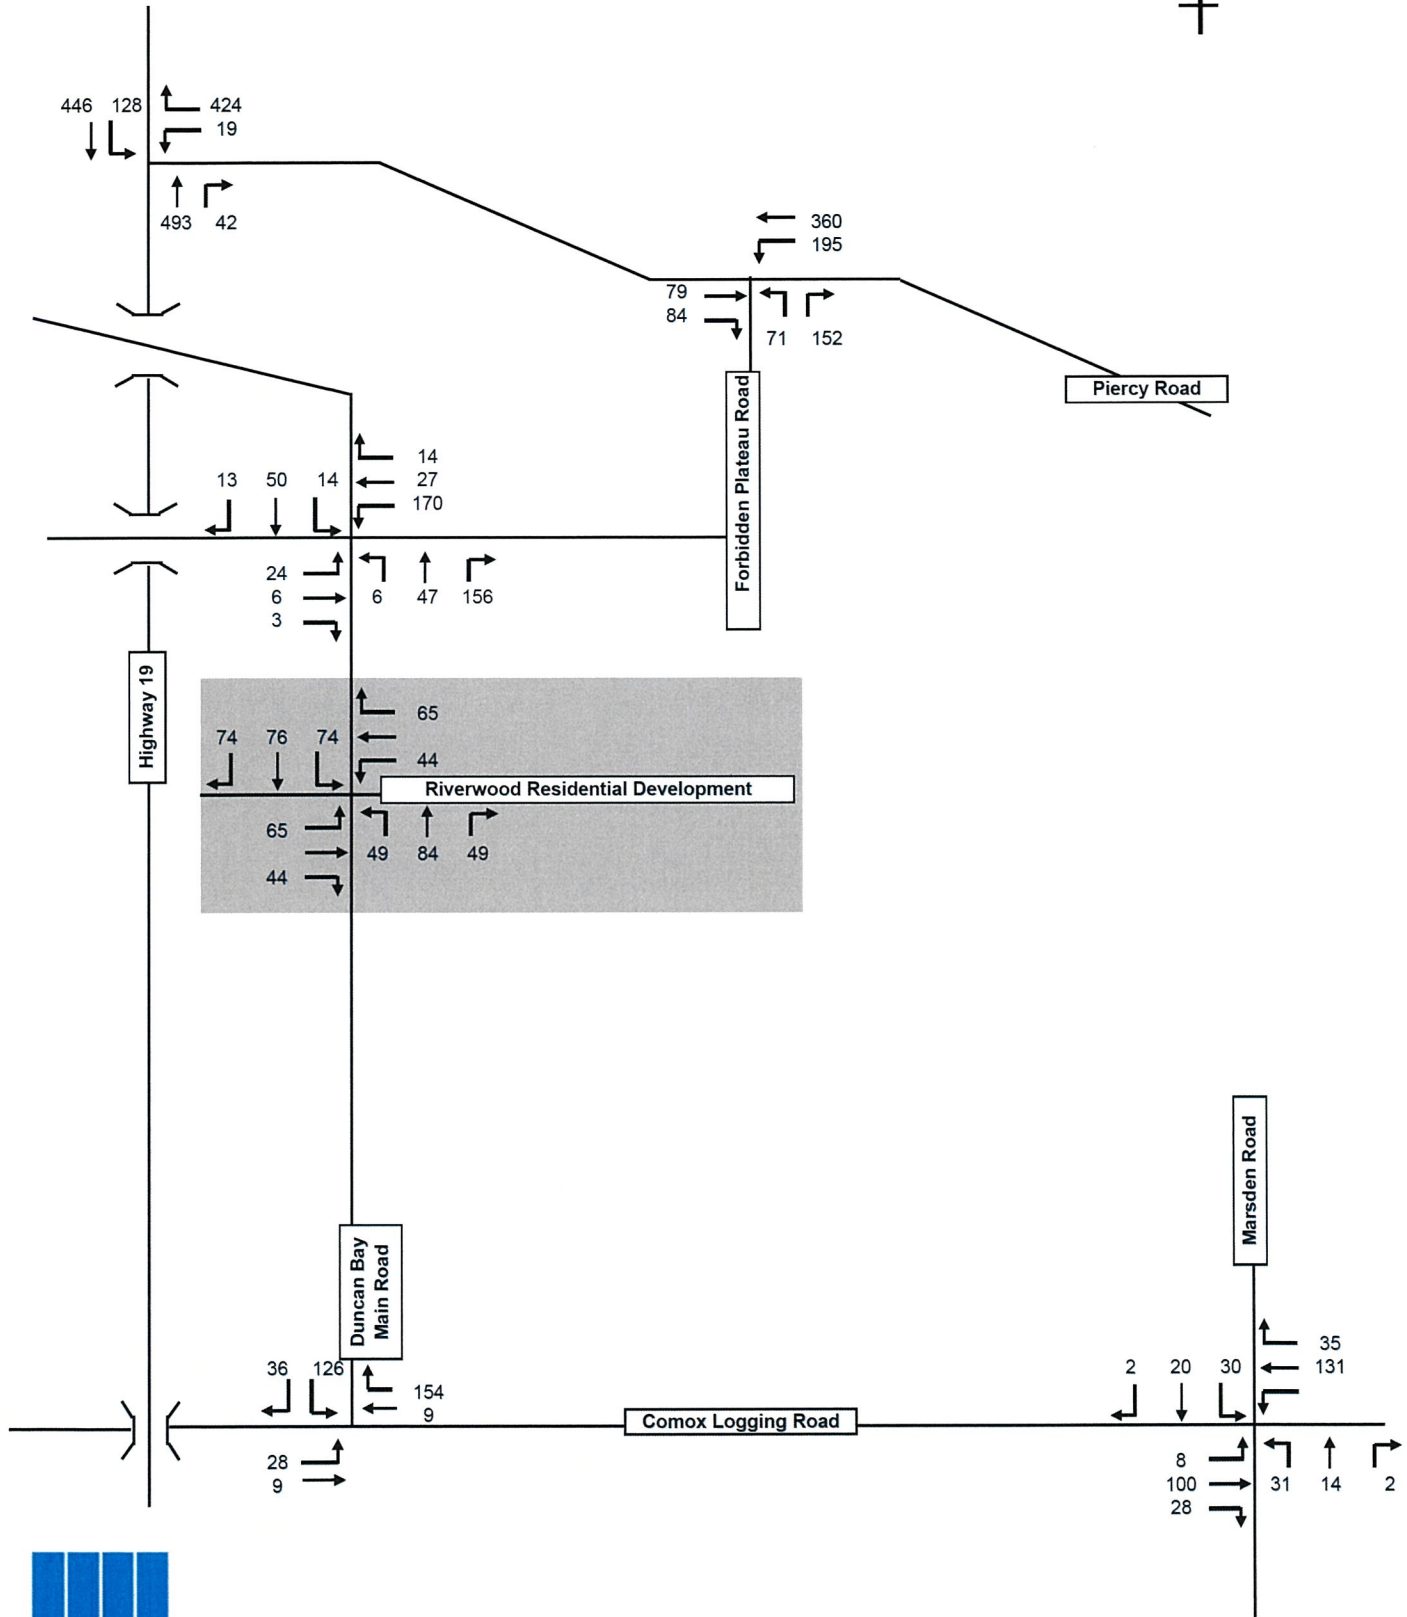 446 128 424
19
493 42
360
195
79
84
71 152
Piercy Road
Forbidden Plateau Road
14
13 50 14 27
170
24
6 6 47 156
3
Highway 19
65
74 76 74
44
Riverwood Residential Development
65
49 84 49
44
Marsden Road
Duncan Bay
Main Road
35
36 126 2 20 30 131
154
9
Comox Logging Road
28 8
9 100 31 14 2
28